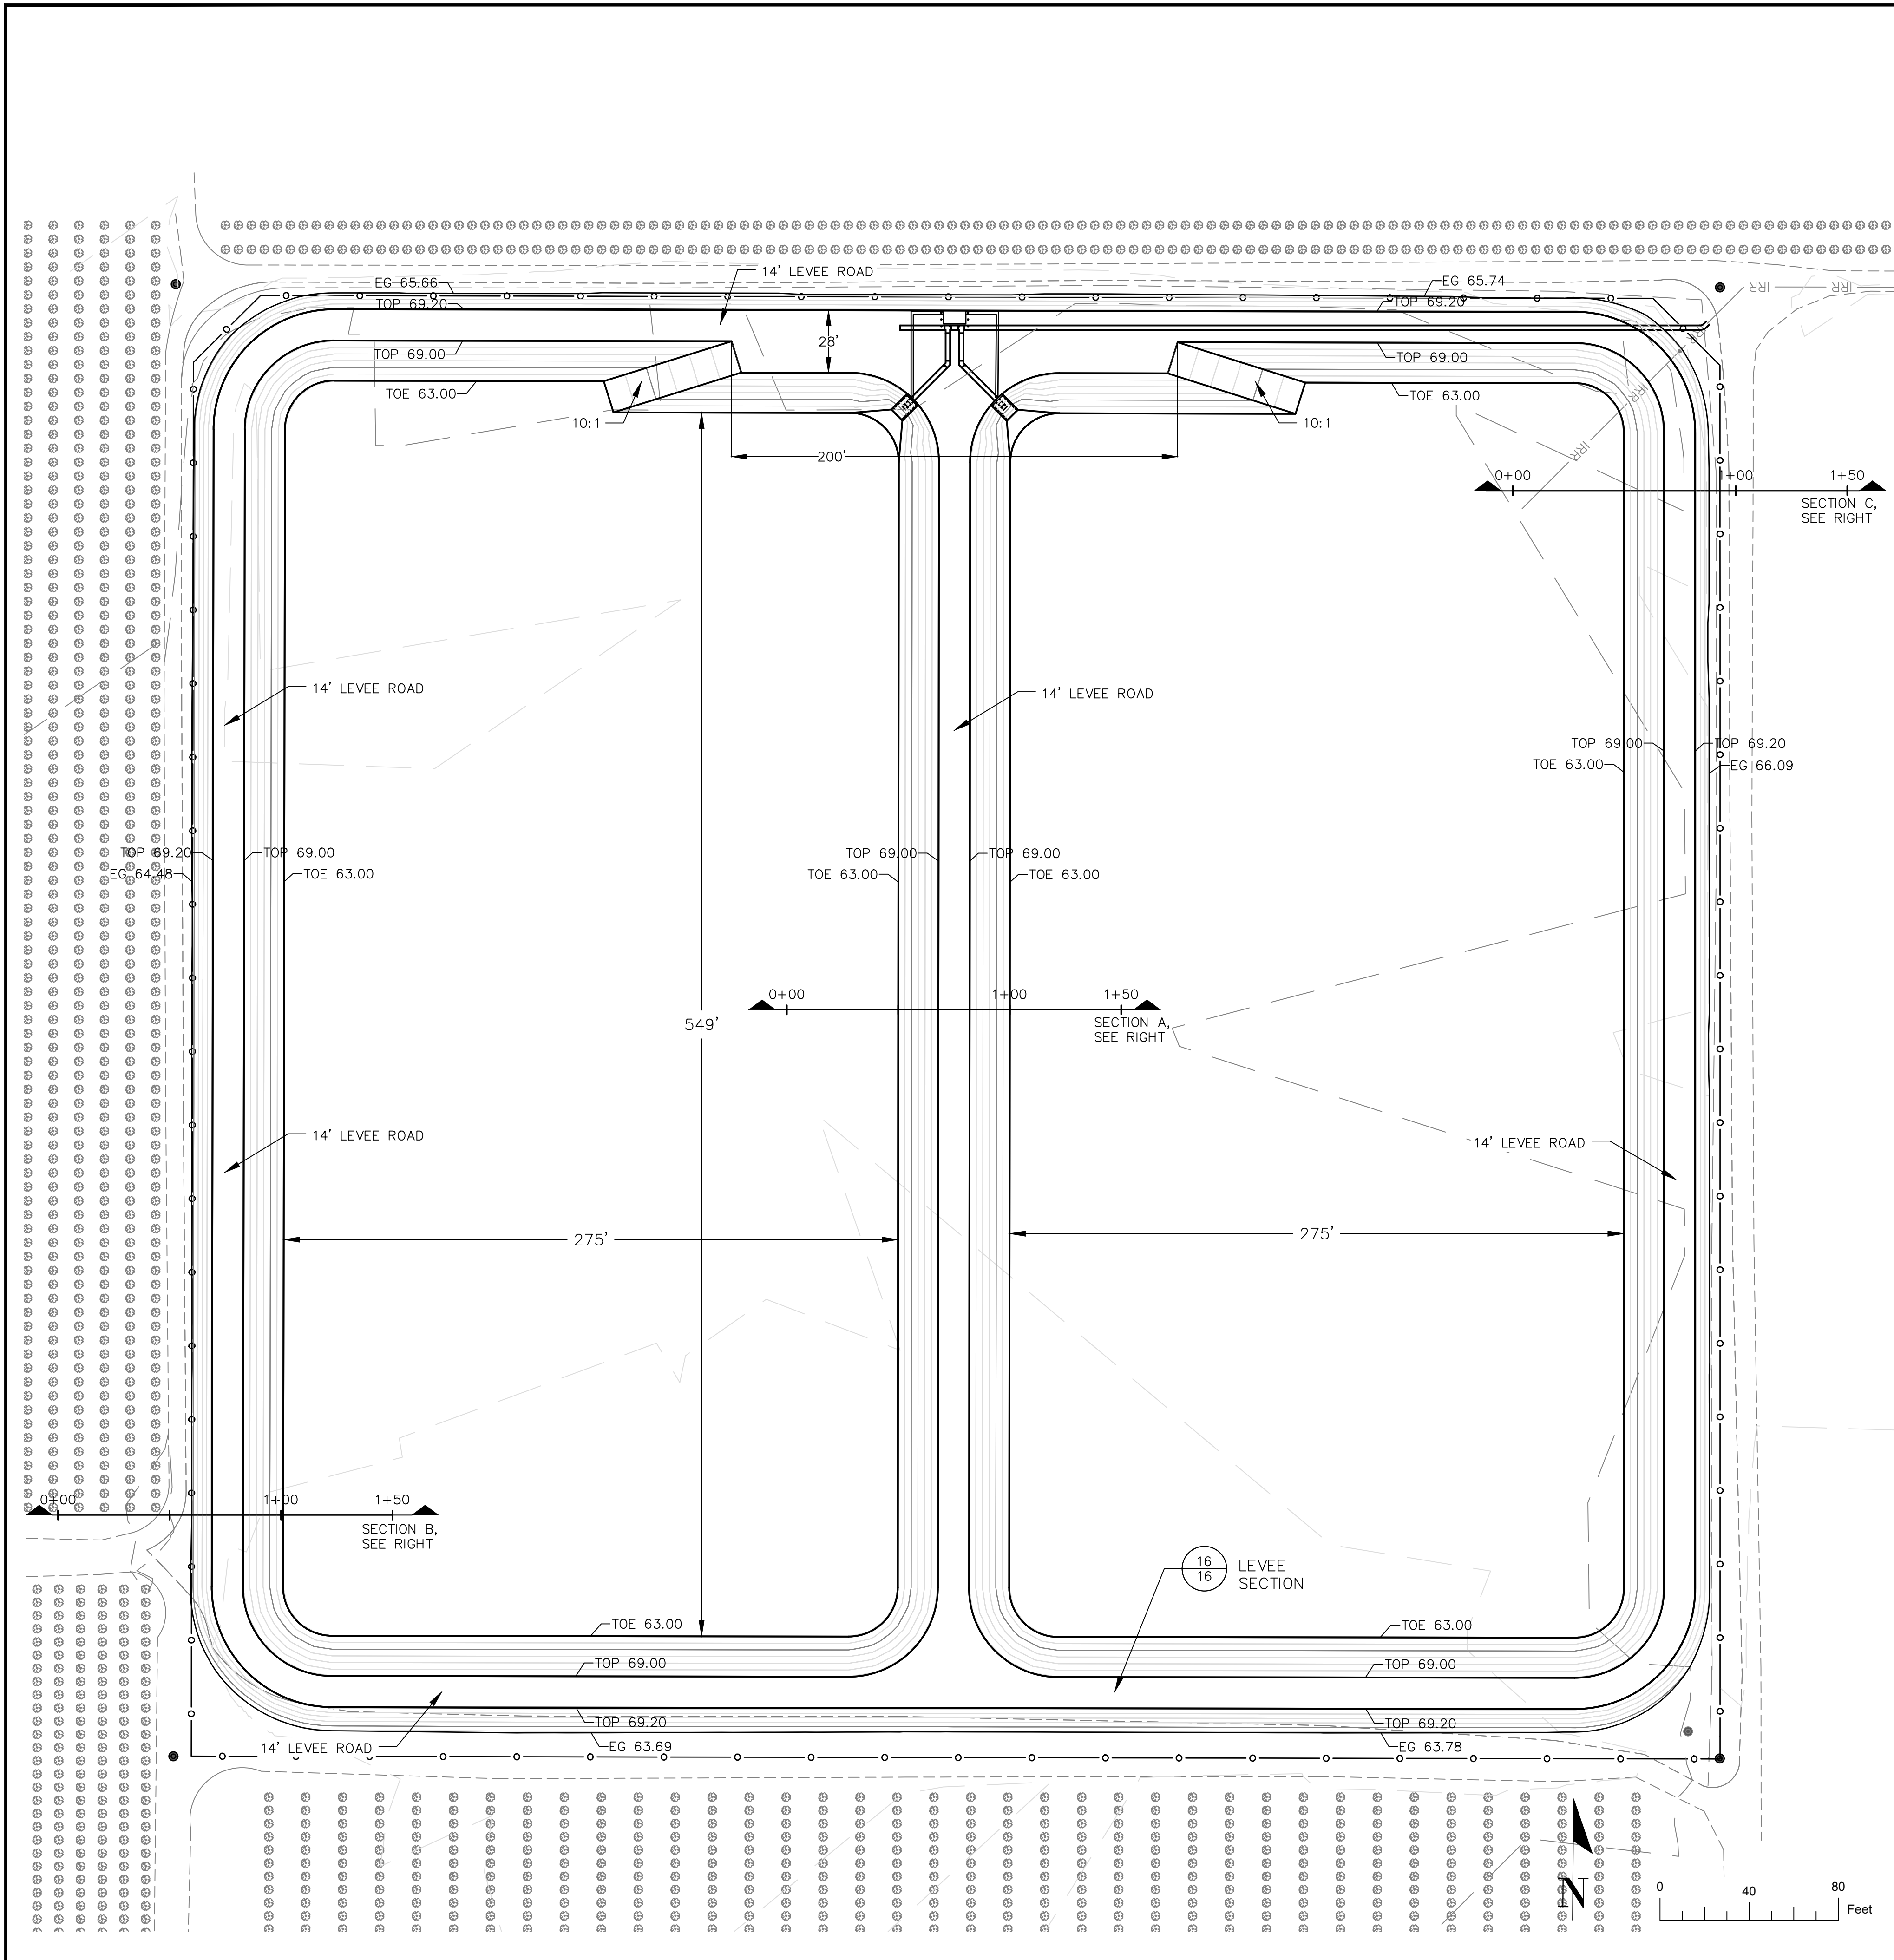 14' LEVEE ROAD
EG 65.66
EG 65.74
IRR
IRR
TOP 69.20
TOP 69.20
28'
IRR
TOP 69.00
TOP 69.00
TOE 63.00
TOE 63.00
IRR
10:1
10:1
IRR
200'
0+00
1+00
1+50
SECTION C,
SEE RIGHT
14' LEVEE ROAD
14' LEVEE ROAD
TOP 69.00
TOP 69.20
TOE 63.00
EG 66.09
TOP 69.20
TOP 69.00
TOP 69.00
TOP 69.00
EG 64.48
TOE 63.00
TOE 63.00
TOE 63.00
0+00
1+00
1+50
549'
SECTION A,
SEE RIGHT
14' LEVEE ROAD
14' LEVEE ROAD
275'
275'
0+00
1+00
1+50
SECTION B,
SEE RIGHT
16
16
LEVEE
SECTION
TOE 63.00
TOE 63.00
TOP 69.00
TOP 69.00
TOP 69.20
TOP 69.20
14' LEVEE ROAD
EG 63.69
EG 63.78
N
0
40
80
Feet